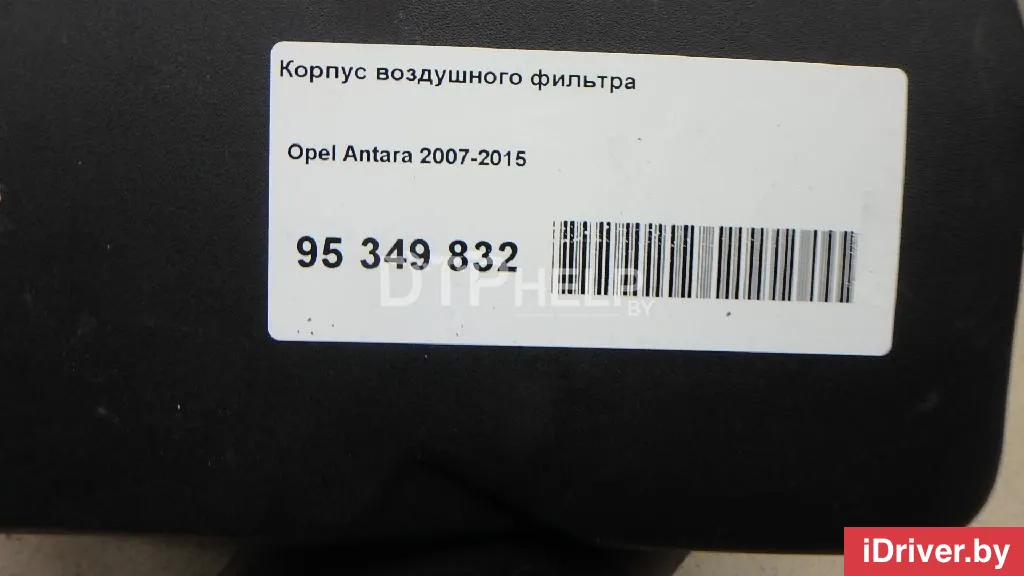 Корпус воздушного фильтра
Opel Antara 2007-2015
95 349 832
DTPHELP
.BY
iDriver.by